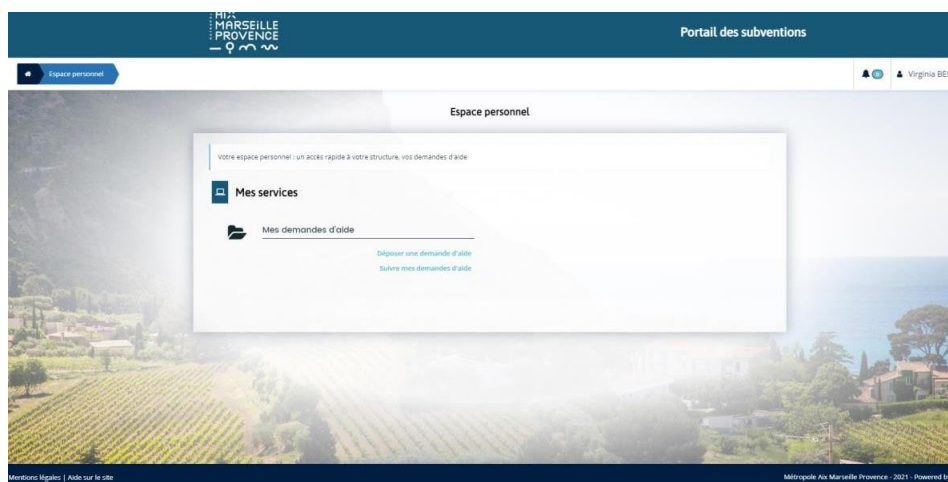 AIX
MARSEILLE
PROVENCE
Portail des subventions
Espace personnel
Virginia BES
Espace personnel
Votre espace personnel : un accès rapide à votre structure, vos demandes d'aide
Mes services
Mes demandes d'aide
Déposer une demande d'aide
Suivre mes demandes d'aide
Mentions légales | Aide sur le site
Métropole Aix Marseille Provence - 2021 - Powered b